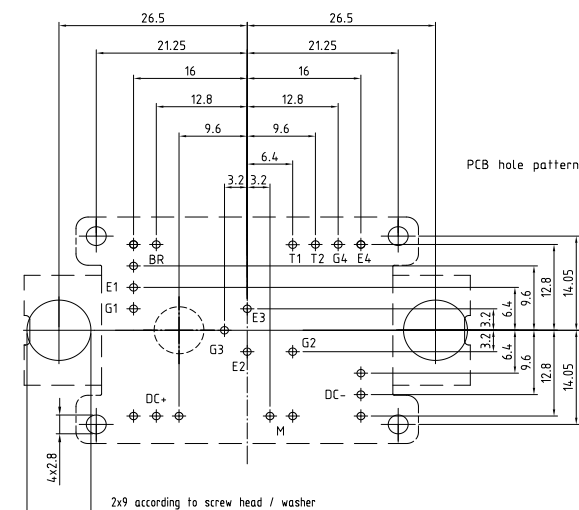 26.5 26.5
21.25 21.25
16 16
12.8 12.8
9.6 9.6
6.4
3.2 3.2
PCB hole pattern
BR T1 T2 G4 E4
E1
G1
E3
G3
E2
G2
3.2
6.4
9.6
12.8
14.05
3.2
6.4
9.6
12.8
14.05
DC+
DC-
M
4x2.8
2x9 according to screw head / washer